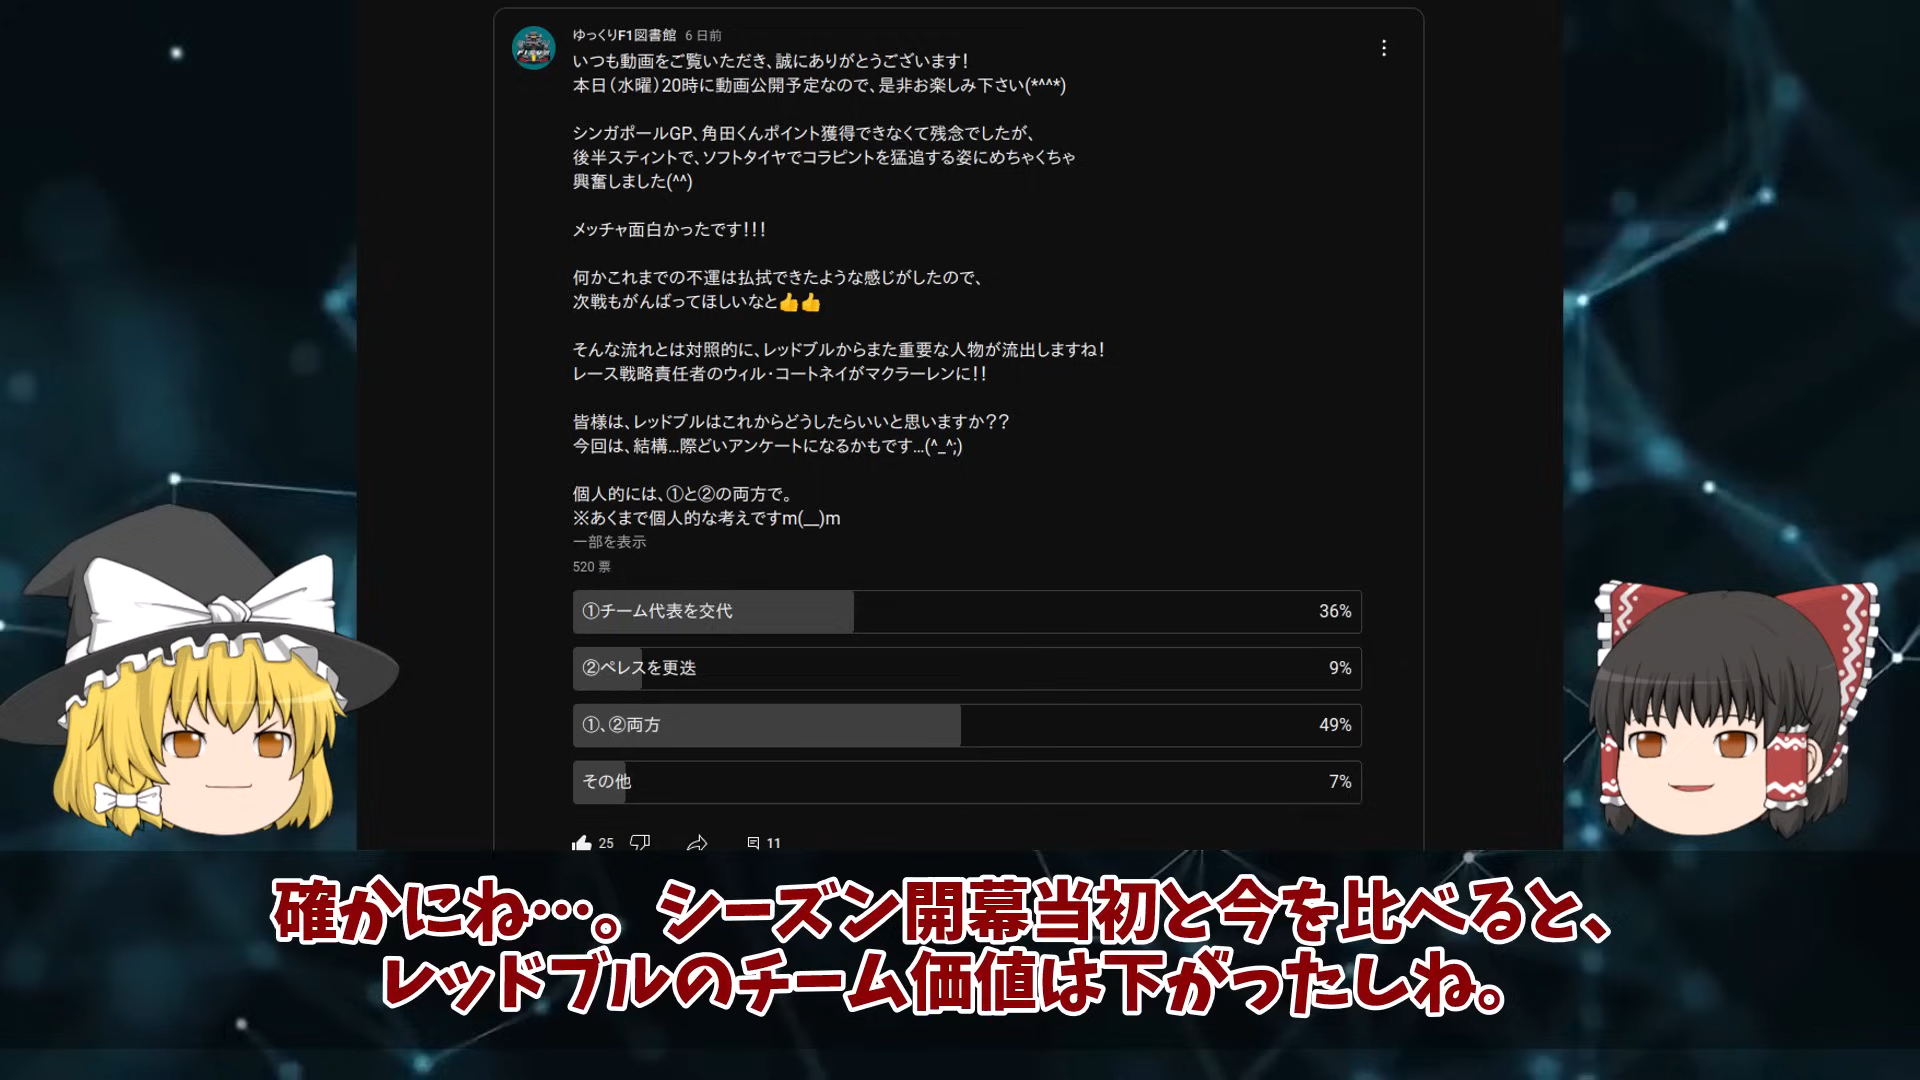 ゆっくりF1図書館 6 日前
いつも動画をご覧いただき、誠にありがとうございます！
本日（水曜）20時に動画公開予定なので、是非お楽しみ下さい(*^^*)
シンガポールGP、角田くんポイント獲得できなくて残念でしたが、
後半スティントで、ソフトタイヤでコラピントを猛追する姿にめちゃくちゃ
興奮しました(^^)
メッチャ面白かったです！！！
何かこれまでの不運は払拭できたような感じがしたので、
次戦もがんばってほしいなと👍👍
そんな流れとは対照的に、レッドブルからまた重要な人物が流出しますね！
レース戦略責任者のウィル・コートネイがマクラーレンに！！
皆様は、レッドブルはこれからどうしたらいいと思いますか？？
今回は、結構...際どいアンケートになるかもです...(^_^;)
個人的には、①と②の両方で。
※あくまで個人的な考えですm(__)m
一部を表示
520 票
①チーム代表を交代 36%
②ペレスを更迭 9%
①、②両方 49%
その他 7%
25 11
確かにね…。シーズン開幕当初と今を比べると、
レッドブルのチーム価値は下がったしね。